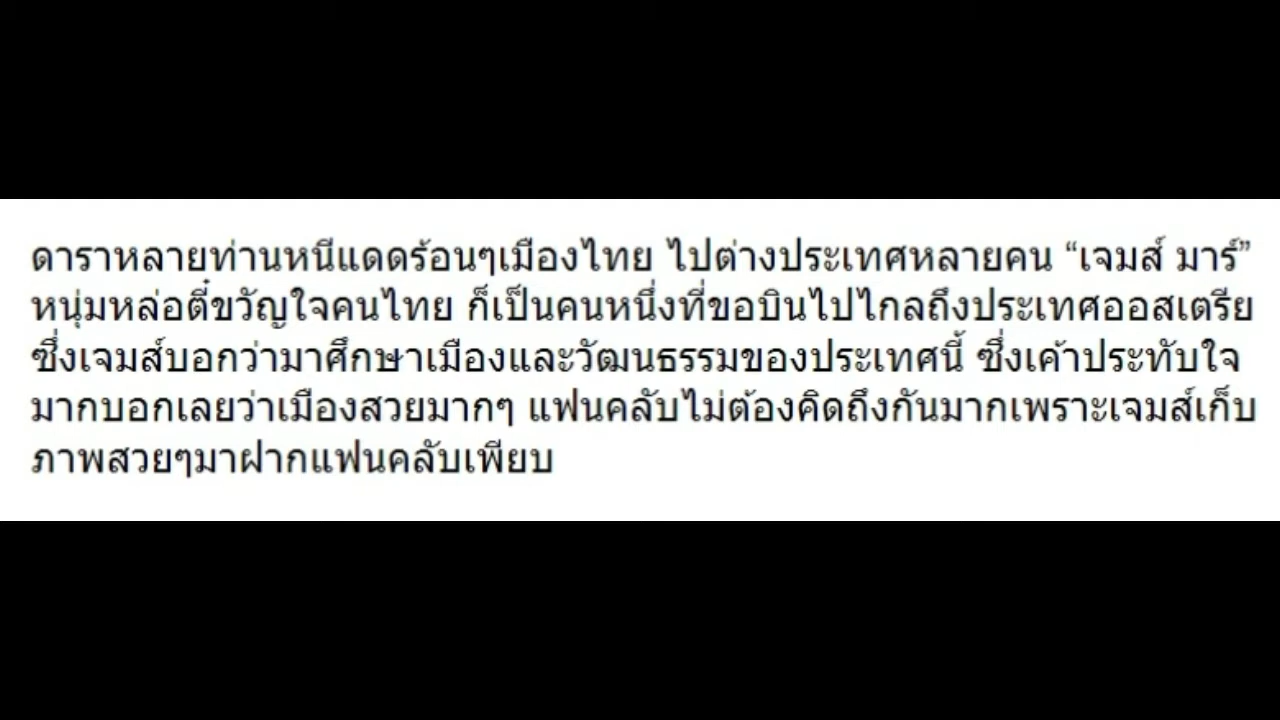 ดาราหลายท่านหนีแดดร้อนๆเมืองไทย ไปต่างประเทศหลายคน “เจมส์ มาร์”
หนุ่มหล่อตี๋ขวัญใจคนไทย ก็เป็นคนหนึ่งที่ขอบินไปไกลถึงประเทศออสเตรีย
ซึ่งเจมส์บอกว่ามาศึกษาเมืองและวัฒนธรรมของประเทศนี้ ซึ่งเค้าประทับใจ
มากบอกเลยว่าเมืองสวยมากๆ แฟนคลับไม่ต้องคิดถึงกันมากเพราะเจมส์เก็บ
ภาพสวยๆมาฝากแฟนคลับเพียบ